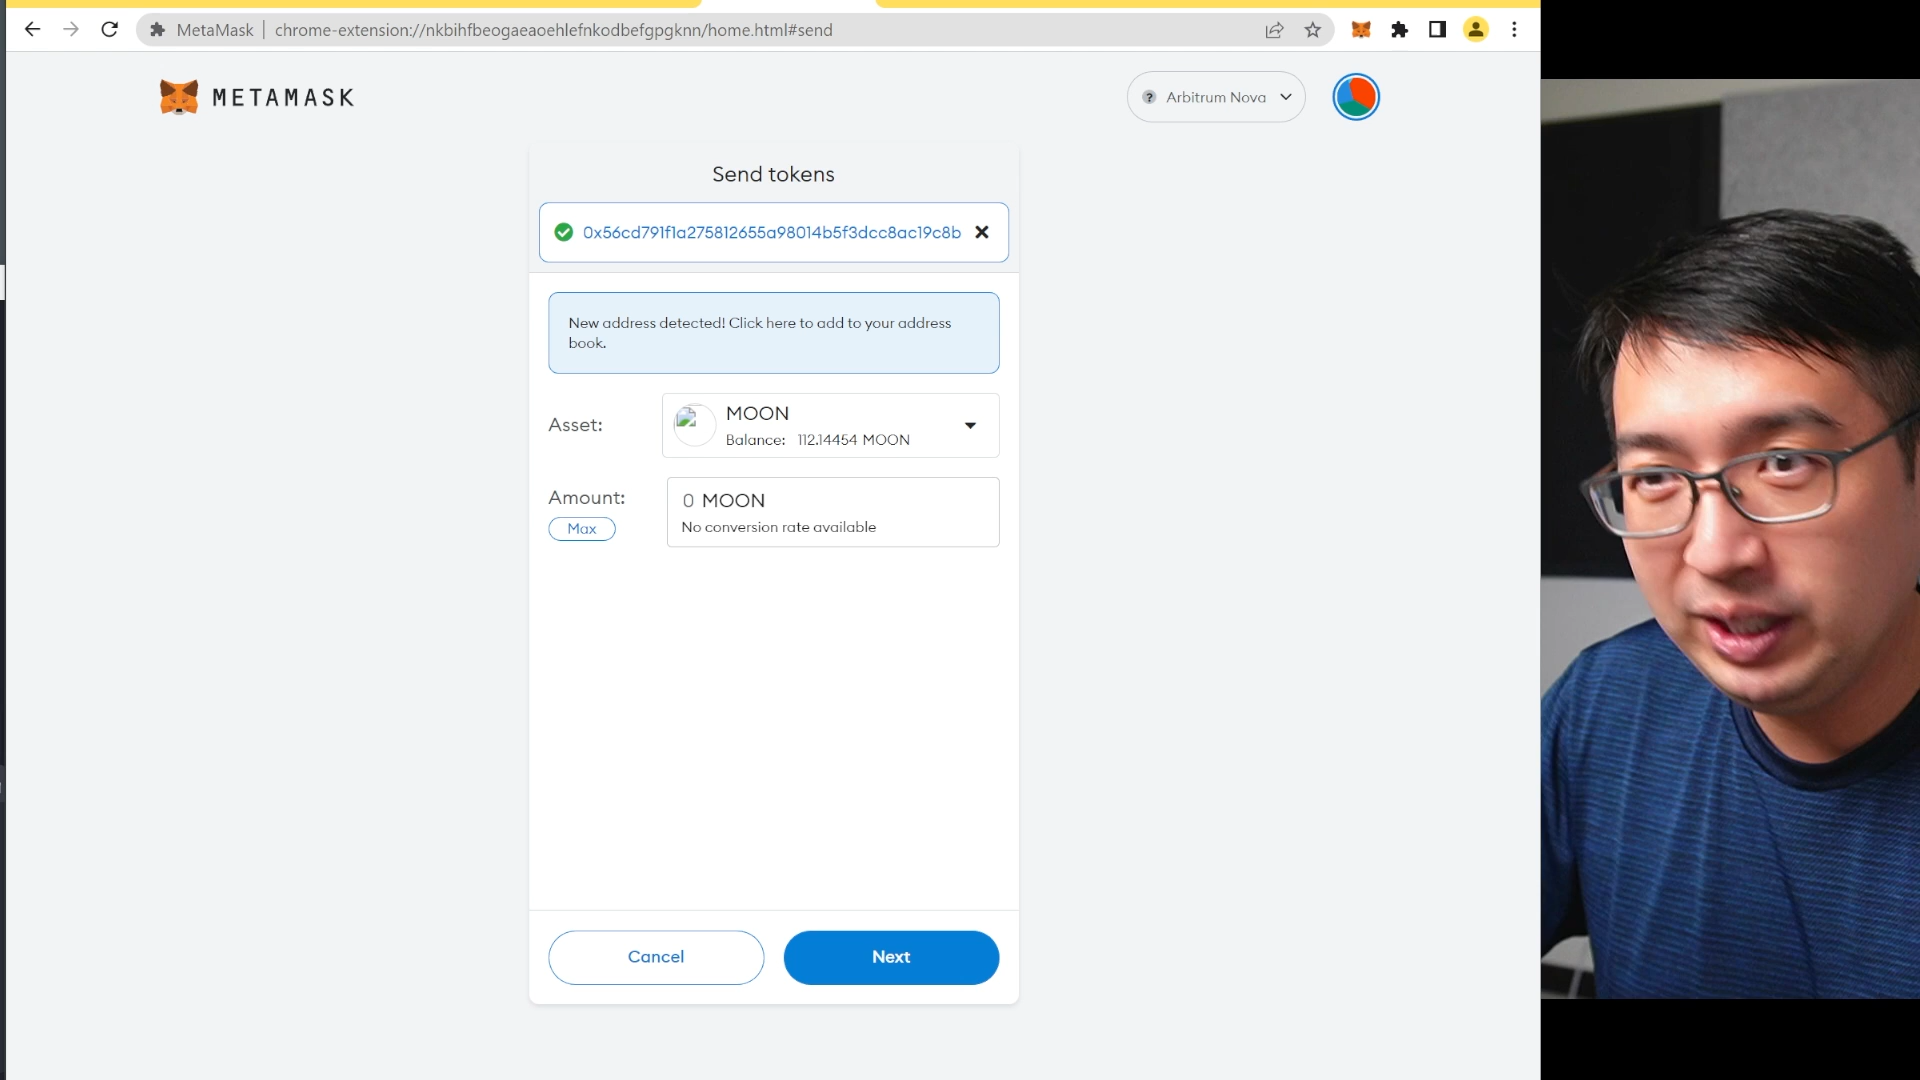 MetaMask
chrome-extension://nkbihfbeogaeaoehlefnkodbefgpgknn/home.html#send
METAMASK
Arbitrum Nova
Send tokens
0x56cd791f1a275812655a98014b5f3dcc8ac19c8b
New address detected! Click here to add to your address
book.
Asset:
MOON
Balance: 112.14454 MOON
Amount:
Max
0 MOON
No conversion rate available
Cancel
Next